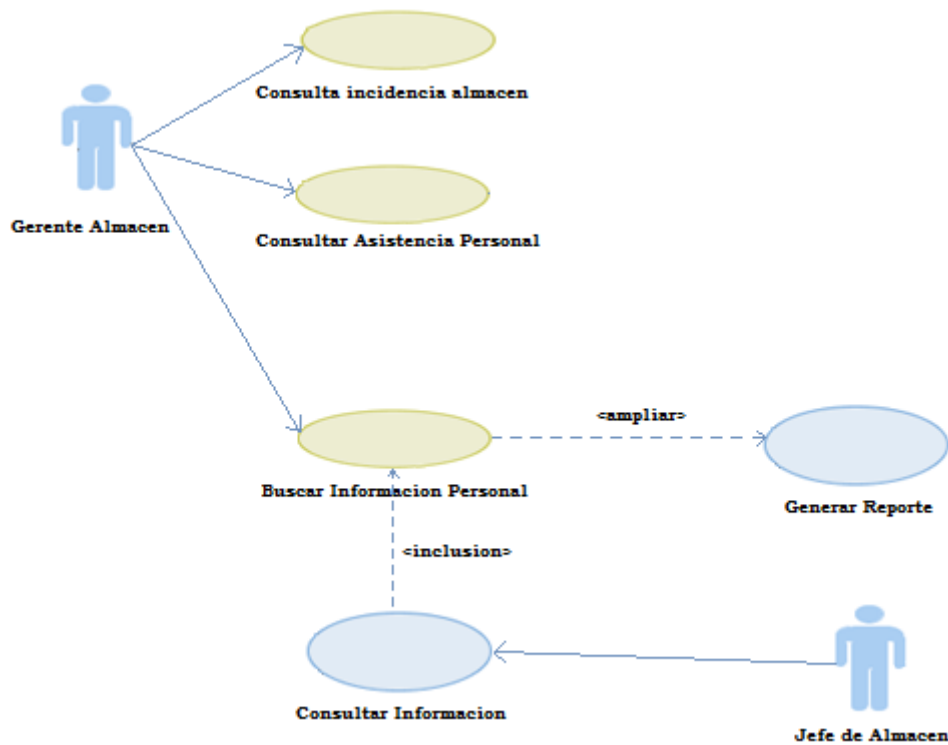 Consulta incidencia almacen
Gerente Almacen
Consultar Asistencia Personal
<ampliar>
Buscar Informacion Personal
Generar Reporte
<inclusion>
Consultar Informacion
Jefe de Almacen